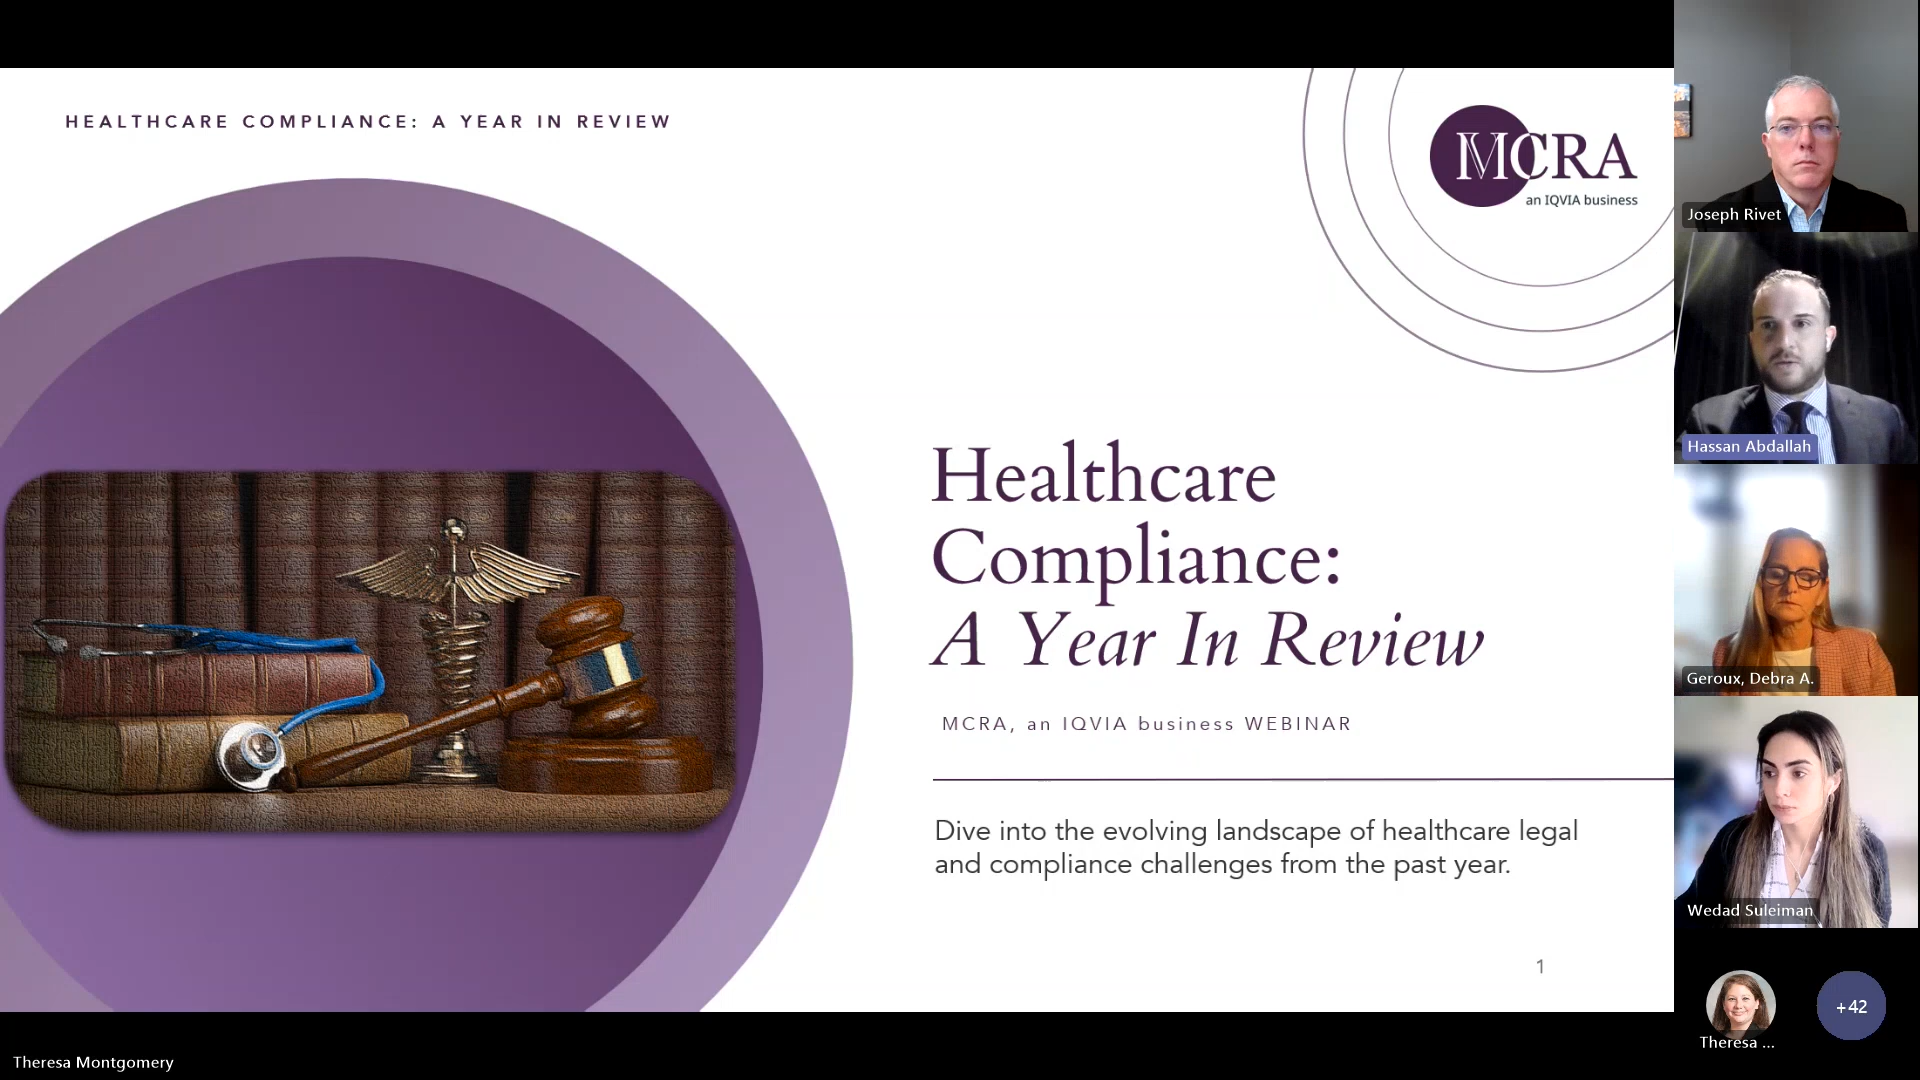 HEALTHCARE COMPLIANCE: A YEAR IN REVIEW
MCRA
an IQVIA business
Healthcare
Compliance:
A Year In Review
MCRA, an IQVIA business WEBINAR
Dive into the evolving landscape of healthcare legal
and compliance challenges from the past year.
1
Theresa Montgomery
Joseph Rivet
Hassan Abdallah
Geroux, Debra A.
Wedad Suleiman
Theresa ...
+42